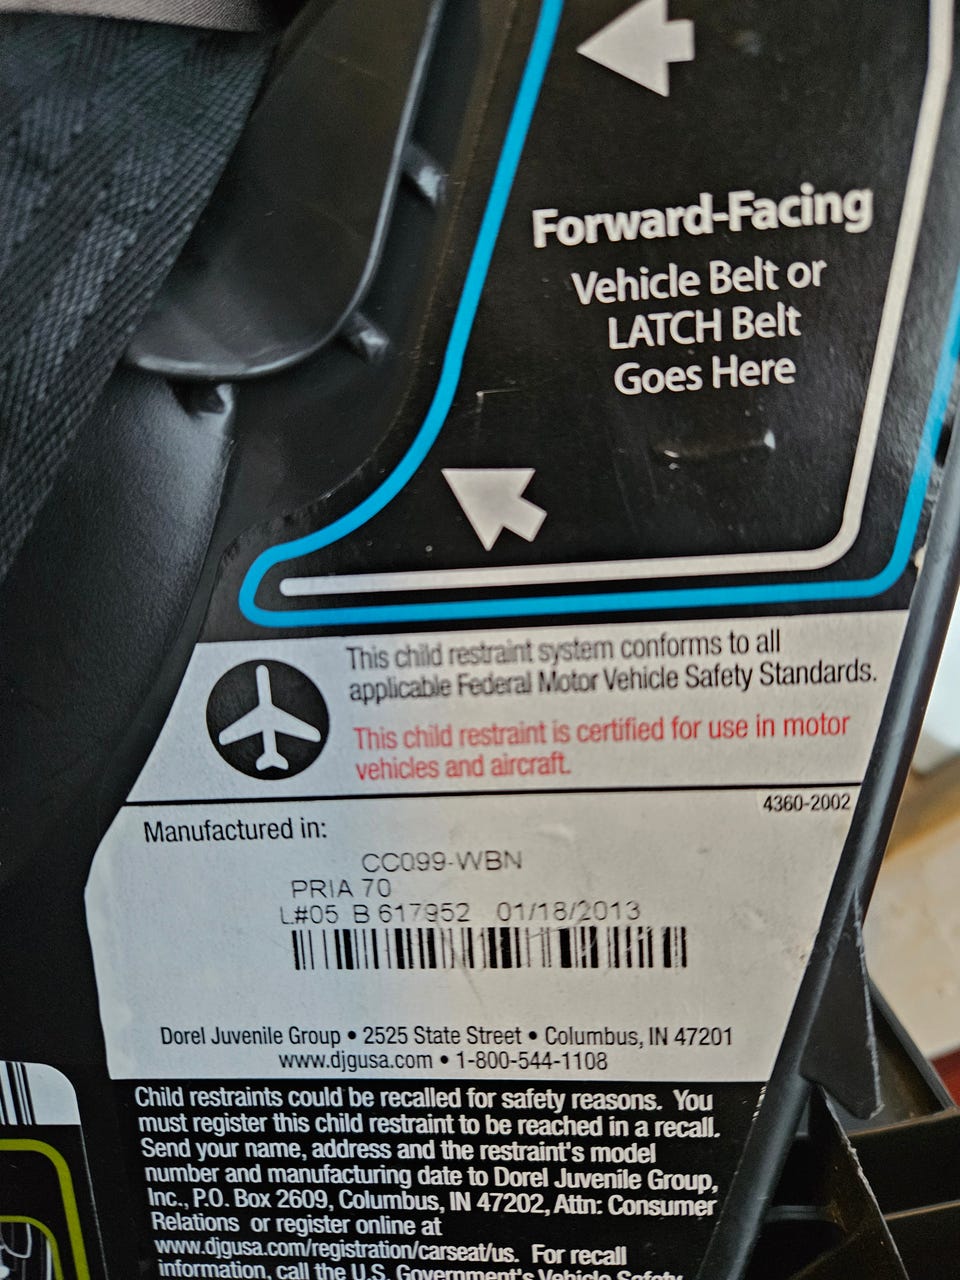 Forward-Facing
Vehicle Belt or
LATCH Belt
Goes Here
This child restraint system conforms to all
applicable Federal Motor Vehicle Safety Standards.
This child restraint is certified for use in motor
vehicles and aircraft.
4360-2002
Manufactured in:
CC099-WBN
PRIA 70
L#05 B 617952 01/18/2013
Dorel Juvenile Group • 2525 State Street • Columbus, IN 47201
www.djgusa.com • 1-800-544-1108
Child restraints could be recalled for safety reasons. You
must register this child restraint to be reached in a recall.
Send your name, address and the restraint's model
number and manufacturing date to Dorel Juvenile Group,
Inc., P.O. Box 2609, Columbus, IN 47202, Attn: Consumer
Relations or register online at
www.djgusa.com/registration/carseat/us. For recall
information, call the U.S. Government's Vehicle Safety